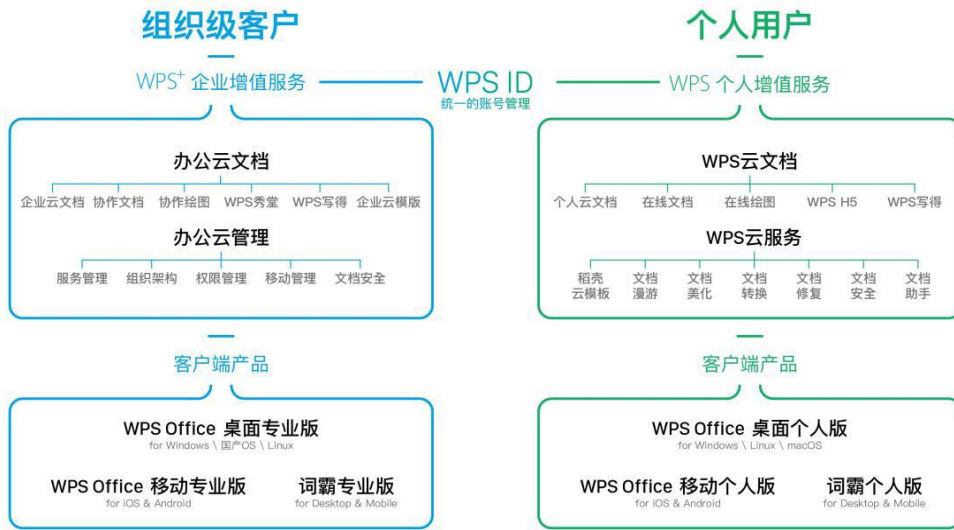 组织级客户
个人用户
WPS+ 企业增值服务
WPS ID
统一的账号管理
WPS 个人增值服务
办公云文档
企业云文档 协作文档 协作绘图 WPS秀堂 WPS写得 企业云模版
办公云管理
服务管理 组织架构 权限管理 移动管理 文档安全
WPS云文档
个人云文档 在线文档 在线绘图 WPS H5 WPS写得
WPS云服务
稻壳 文档 文档 文档 文档 文档 文档
云模板 漫游 美化 转换 修复 安全 助手
客户端产品
客户端产品
WPS Office 桌面专业版
for Windows \ 国产OS \ Linux
WPS Office 移动专业版 词霸专业版
for iOS & Android for Desktop & Mobile
WPS Office 桌面个人版
for Windows \ Linux \ macOS
WPS Office 移动个人版 词霸个人版
for iOS & Android for Desktop & Mobile